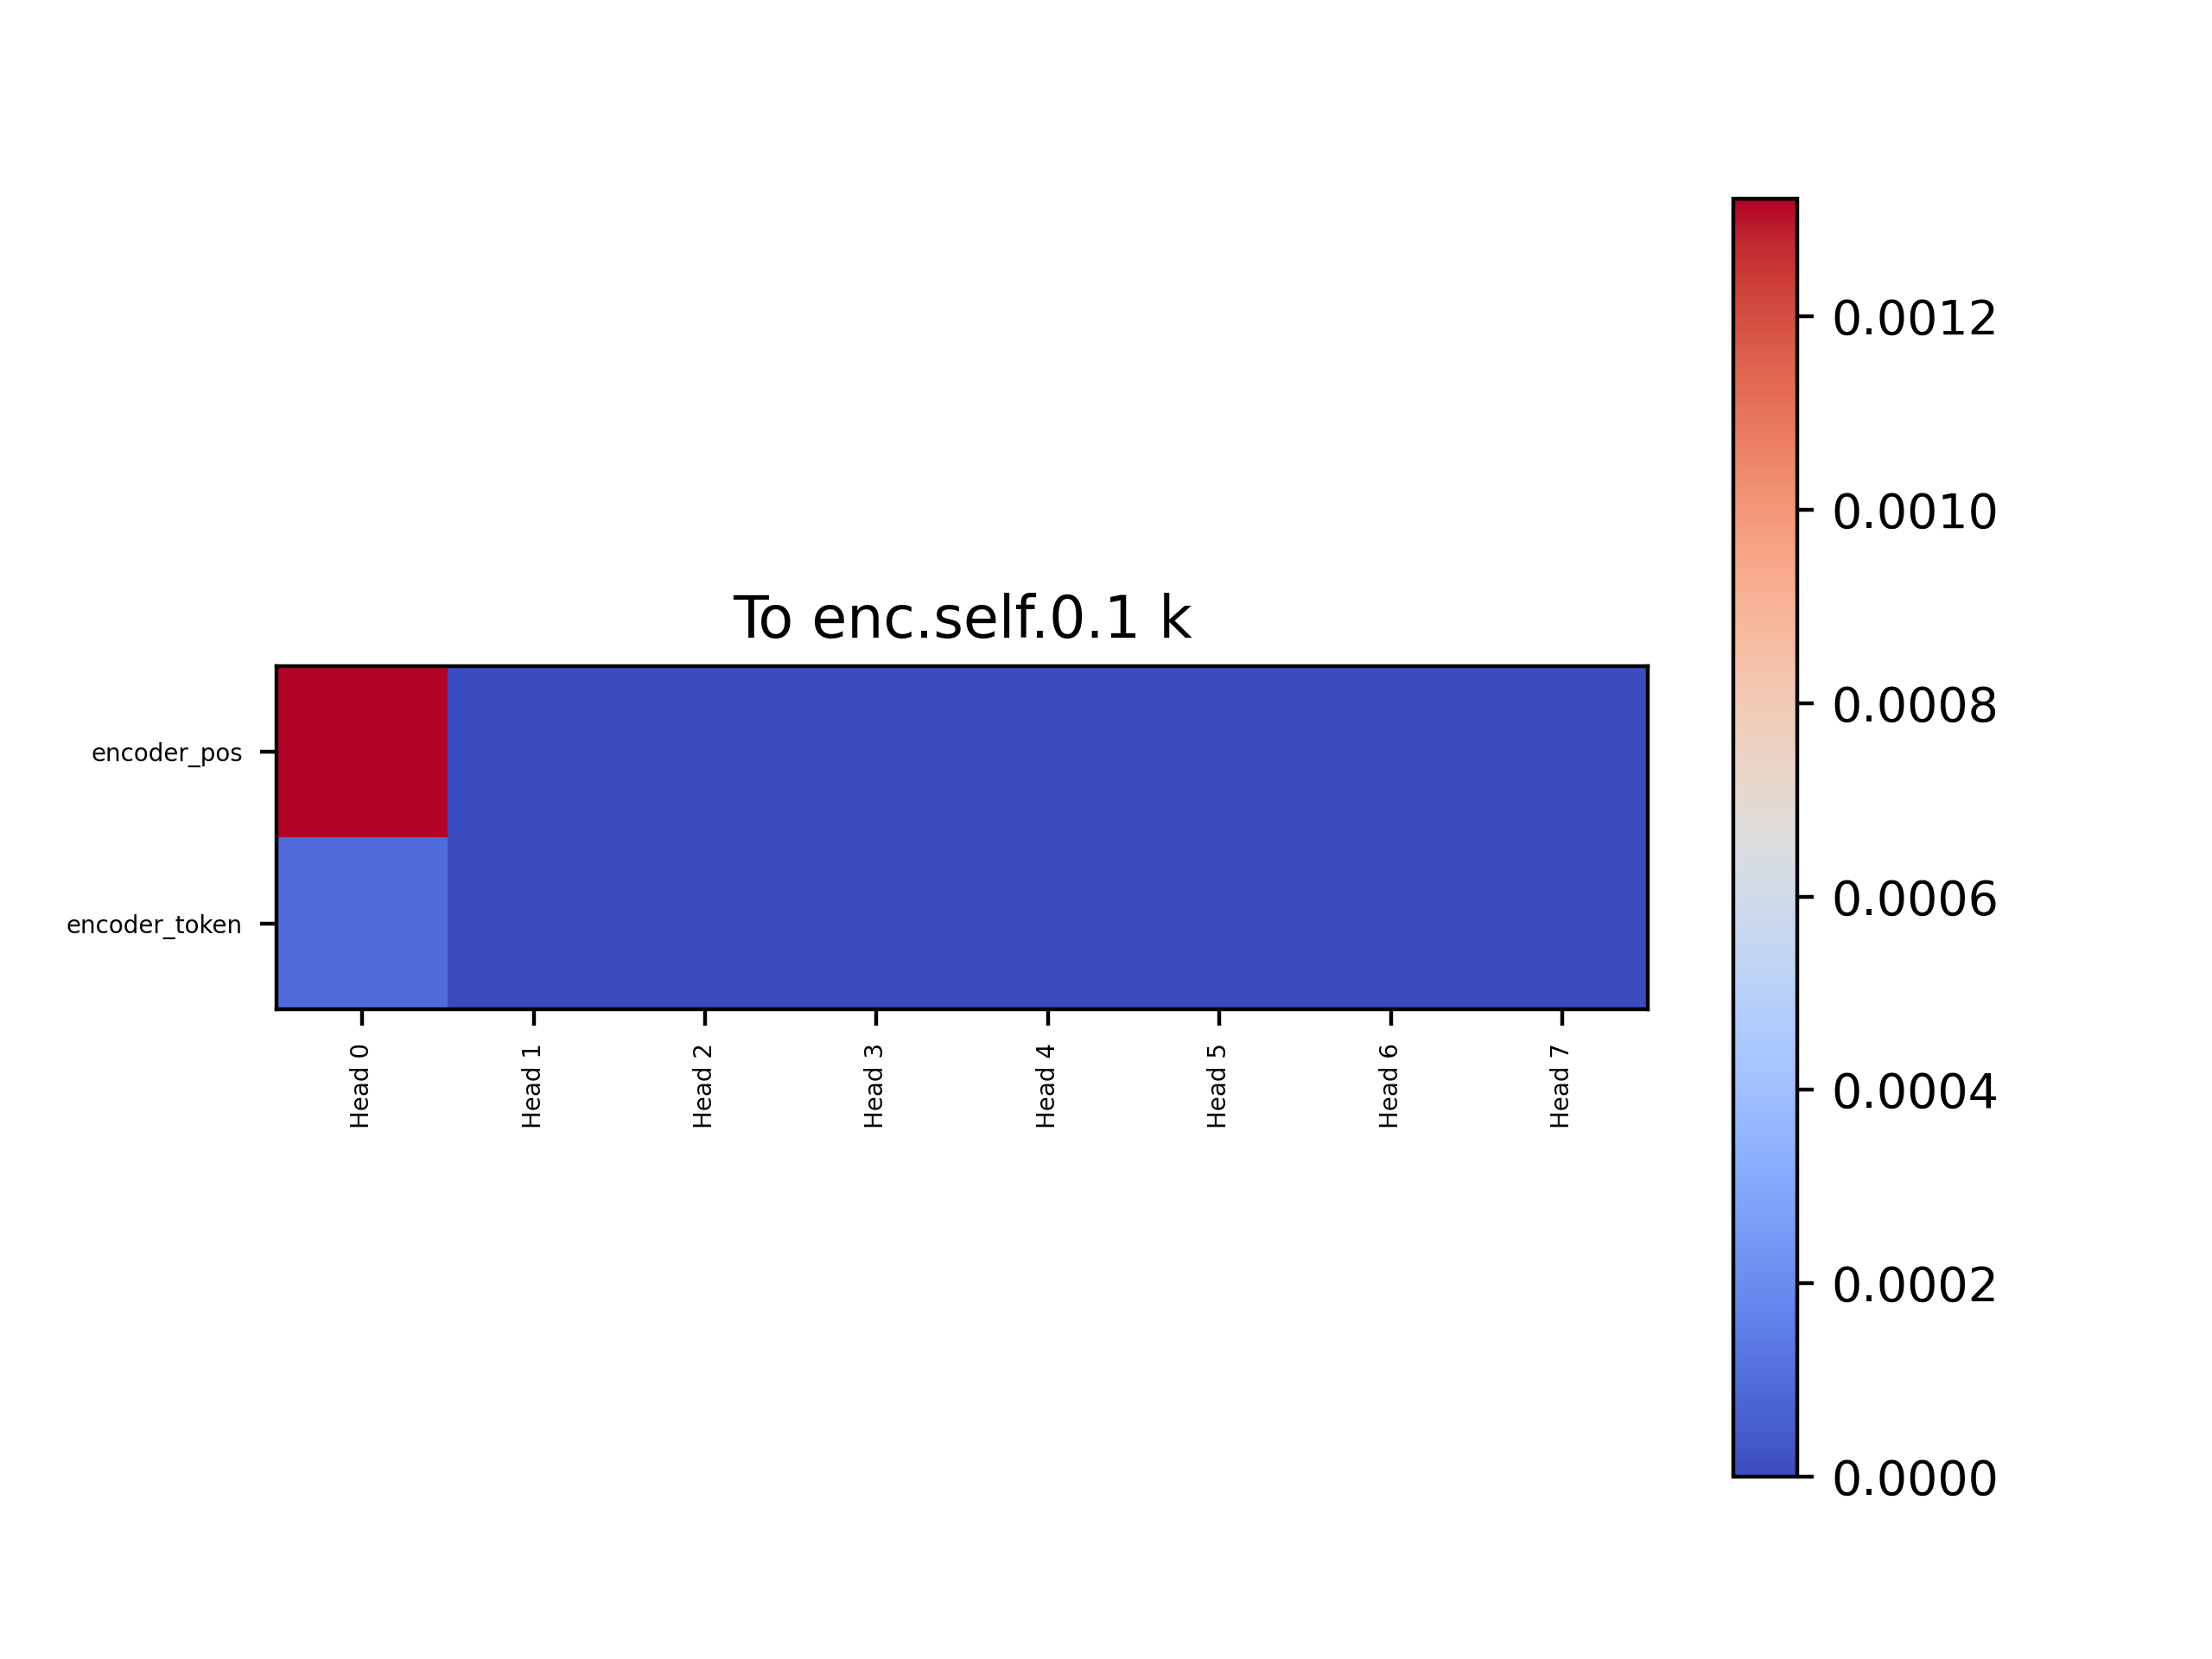 To enc.self.0.1 k
encoder_pos
encoder_token
Head 0
Head 1
Head 2
Head 3
Head 4
Head 5
Head 6
Head 7
0.0012
0.0010
0.0008
0.0006
0.0004
0.0002
0.0000